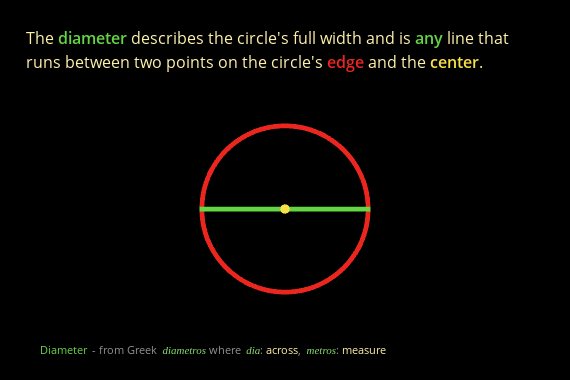 The diameter describes the circle's full width and is any line that
runs between two points on the circle's edge and the center.
Diameter - from Greek diametros where dia: across, metros: measure